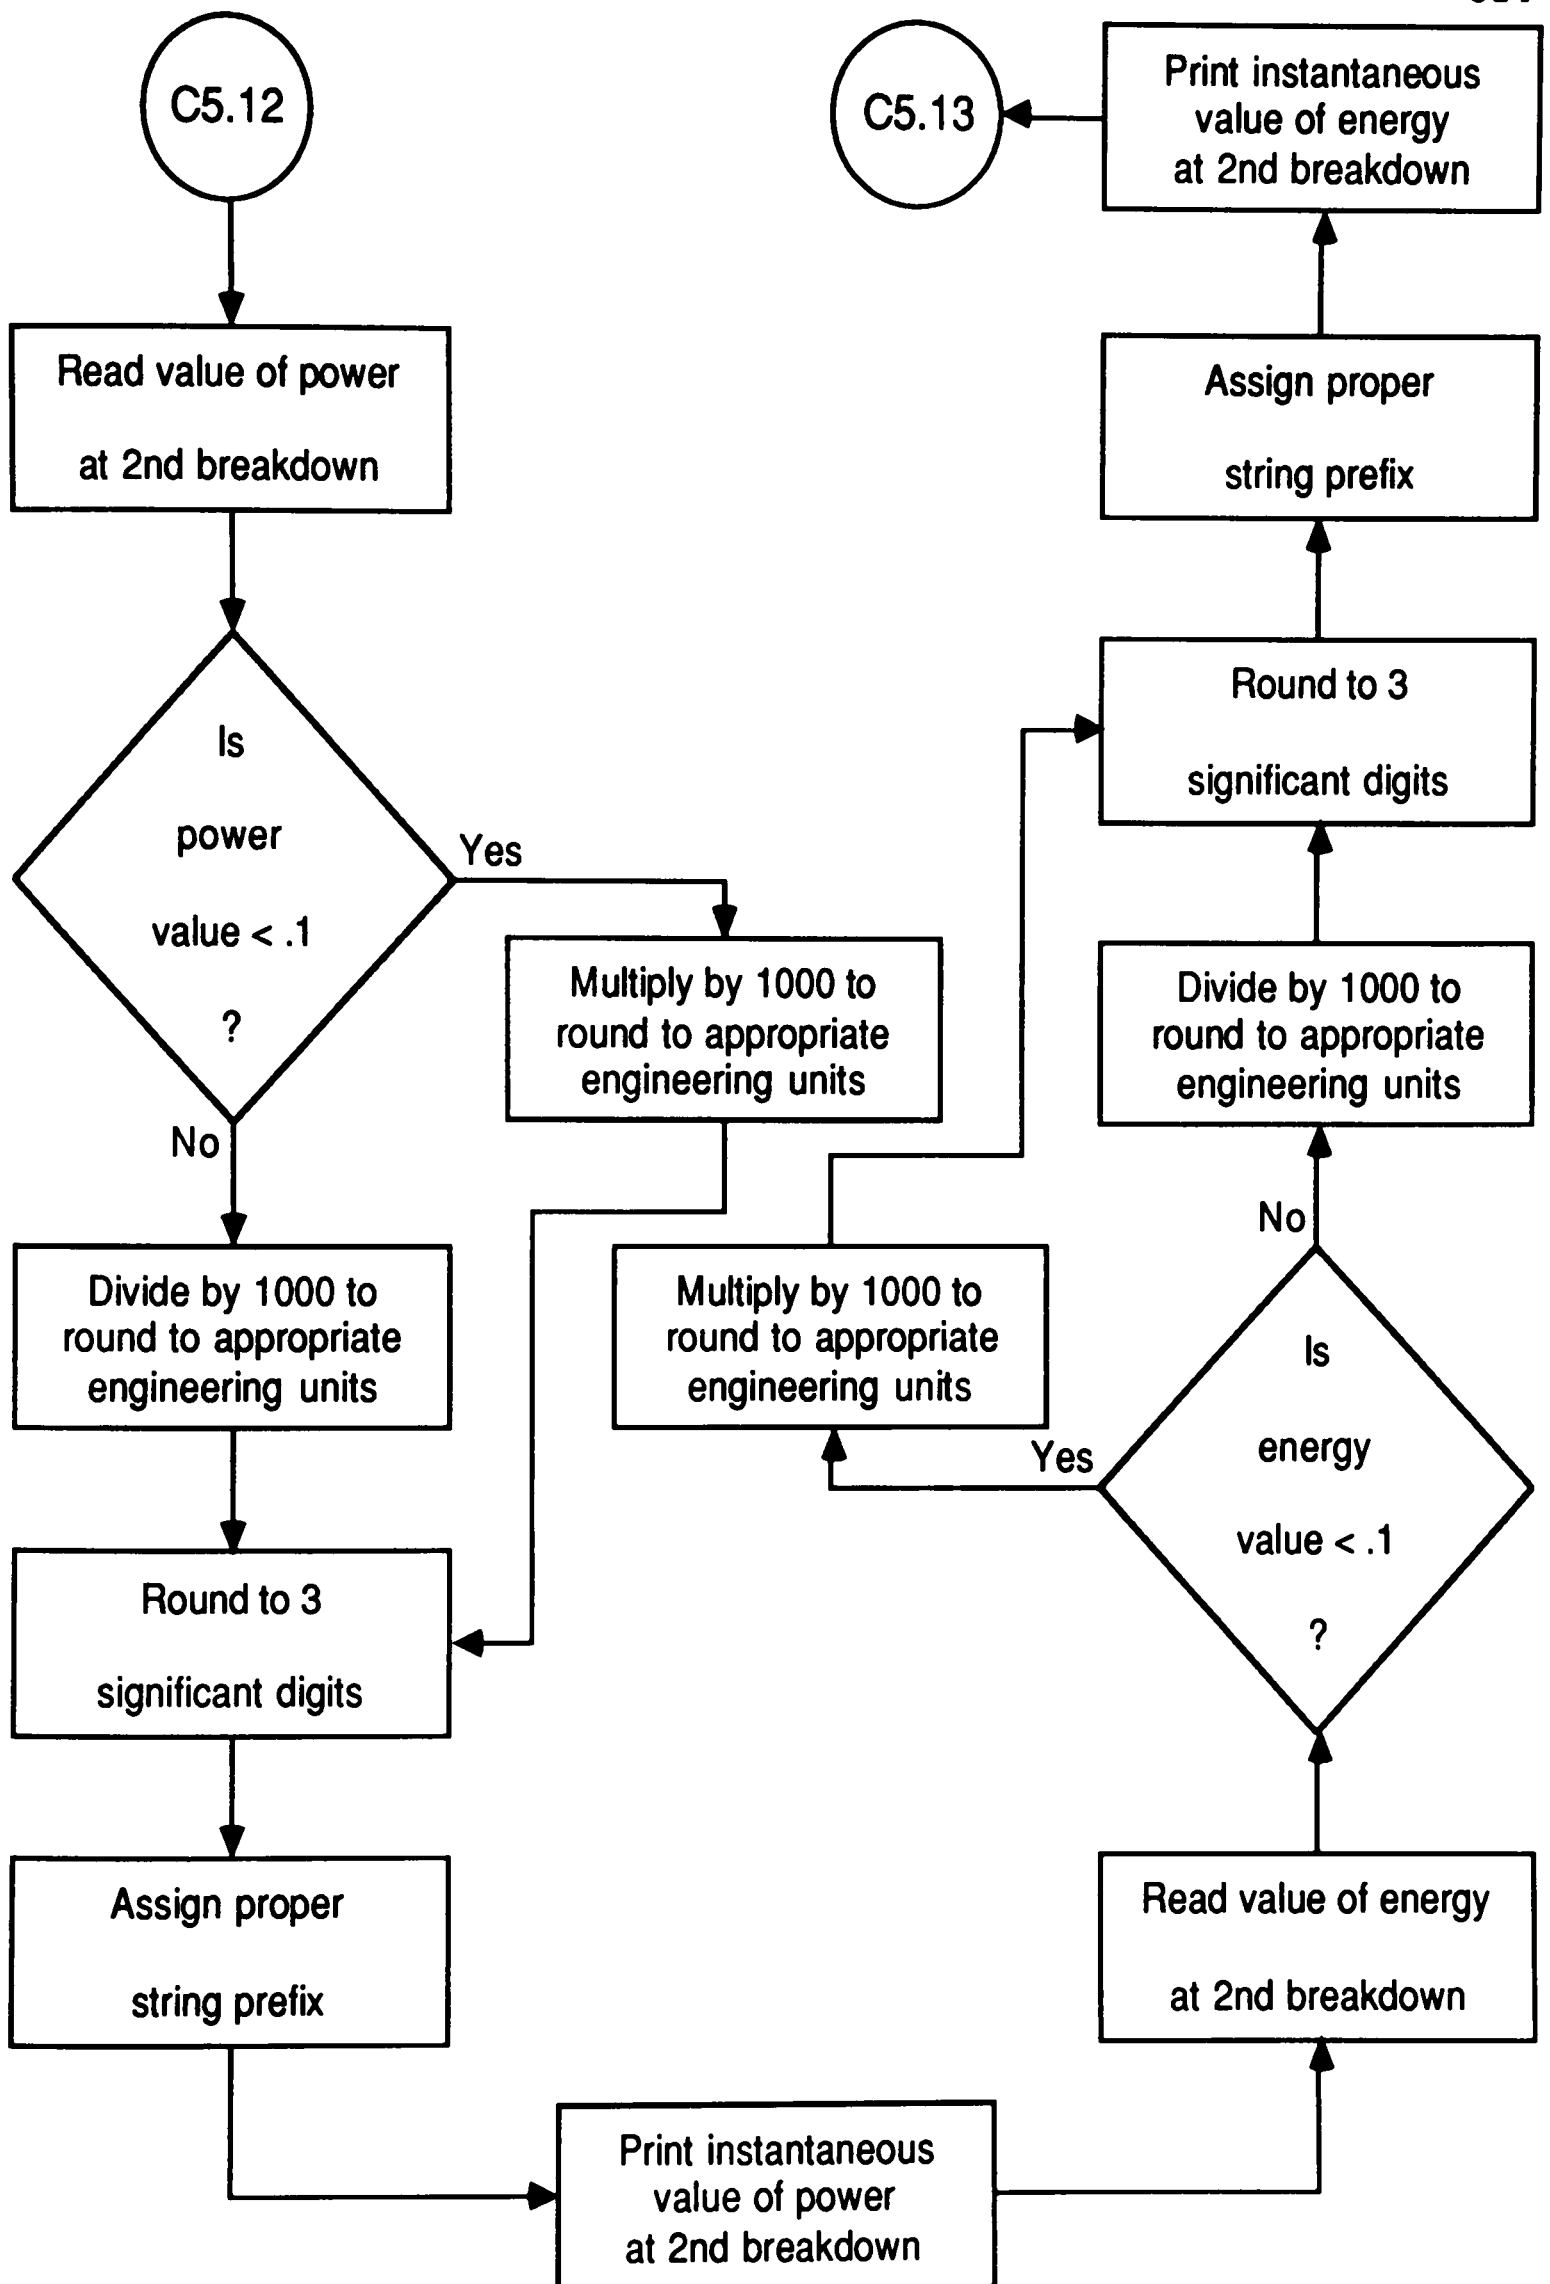 C5.12
Read value of power
at 2nd breakdown
Is
power
value < .1
?
Yes
No
Multiply by 1000 to
round to appropriate
engineering units
Divide by 1000 to
round to appropriate
engineering units
Round to 3
significant digits
Assign proper
string prefix
Print instantaneous
value of power
at 2nd breakdown
Read value of energy
at 2nd breakdown
Is
energy
value < .1
?
Yes
No
Multiply by 1000 to
round to appropriate
engineering units
Divide by 1000 to
round to appropriate
engineering units
Round to 3
significant digits
Assign proper
string prefix
Print instantaneous
value of energy
at 2nd breakdown
C5.13